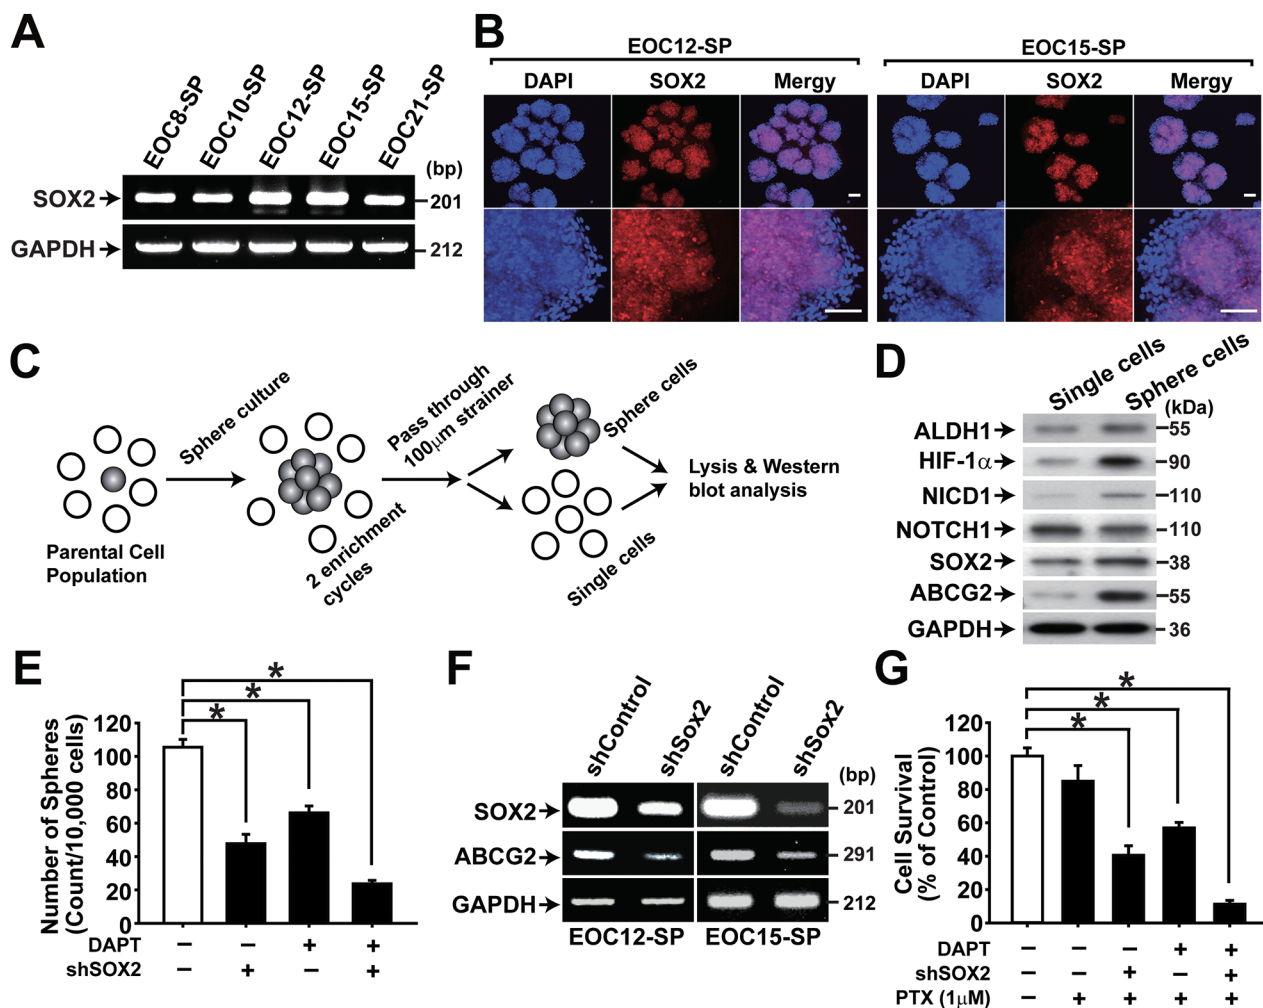 A
EOC8-SP
EOC10-SP
EOC12-SP
EOC15-SP
EOC21-SP
(bp)
SOX2
201
GAPDH
212
B
EOC12-SP
EOC15-SP
DAPI
SOX2
Mergy
DAPI
SOX2
Mergy
C
Sphere culture
Pass through
100μm strainer
2 enrichment
cycles
Sphere cells
Single cells
Parental Cell
Population
Lysis & Western
blot analysis
D
Single cells
Sphere cells
(kDa)
ALDH1
55
HIF-1α
90
NICD1
110
NOTCH1
110
SOX2
38
ABCG2
55
GAPDH
36
E
Number of Spheres
(Count/10,000 cells)
120
100
80
60
40
20
0
* * *
DAPT − − + +
shSOX2 − + − +
F
shControl
shSox2
shControl
shSox2
(bp)
SOX2
201
ABCG2
291
GAPDH
212
EOC12-SP
EOC15-SP
G
Cell Survival
(% of Control)
120
100
80
60
40
20
0
* * *
DAPT − − − + +
shSOX2 − − + − +
PTX (1μM) − + + + +